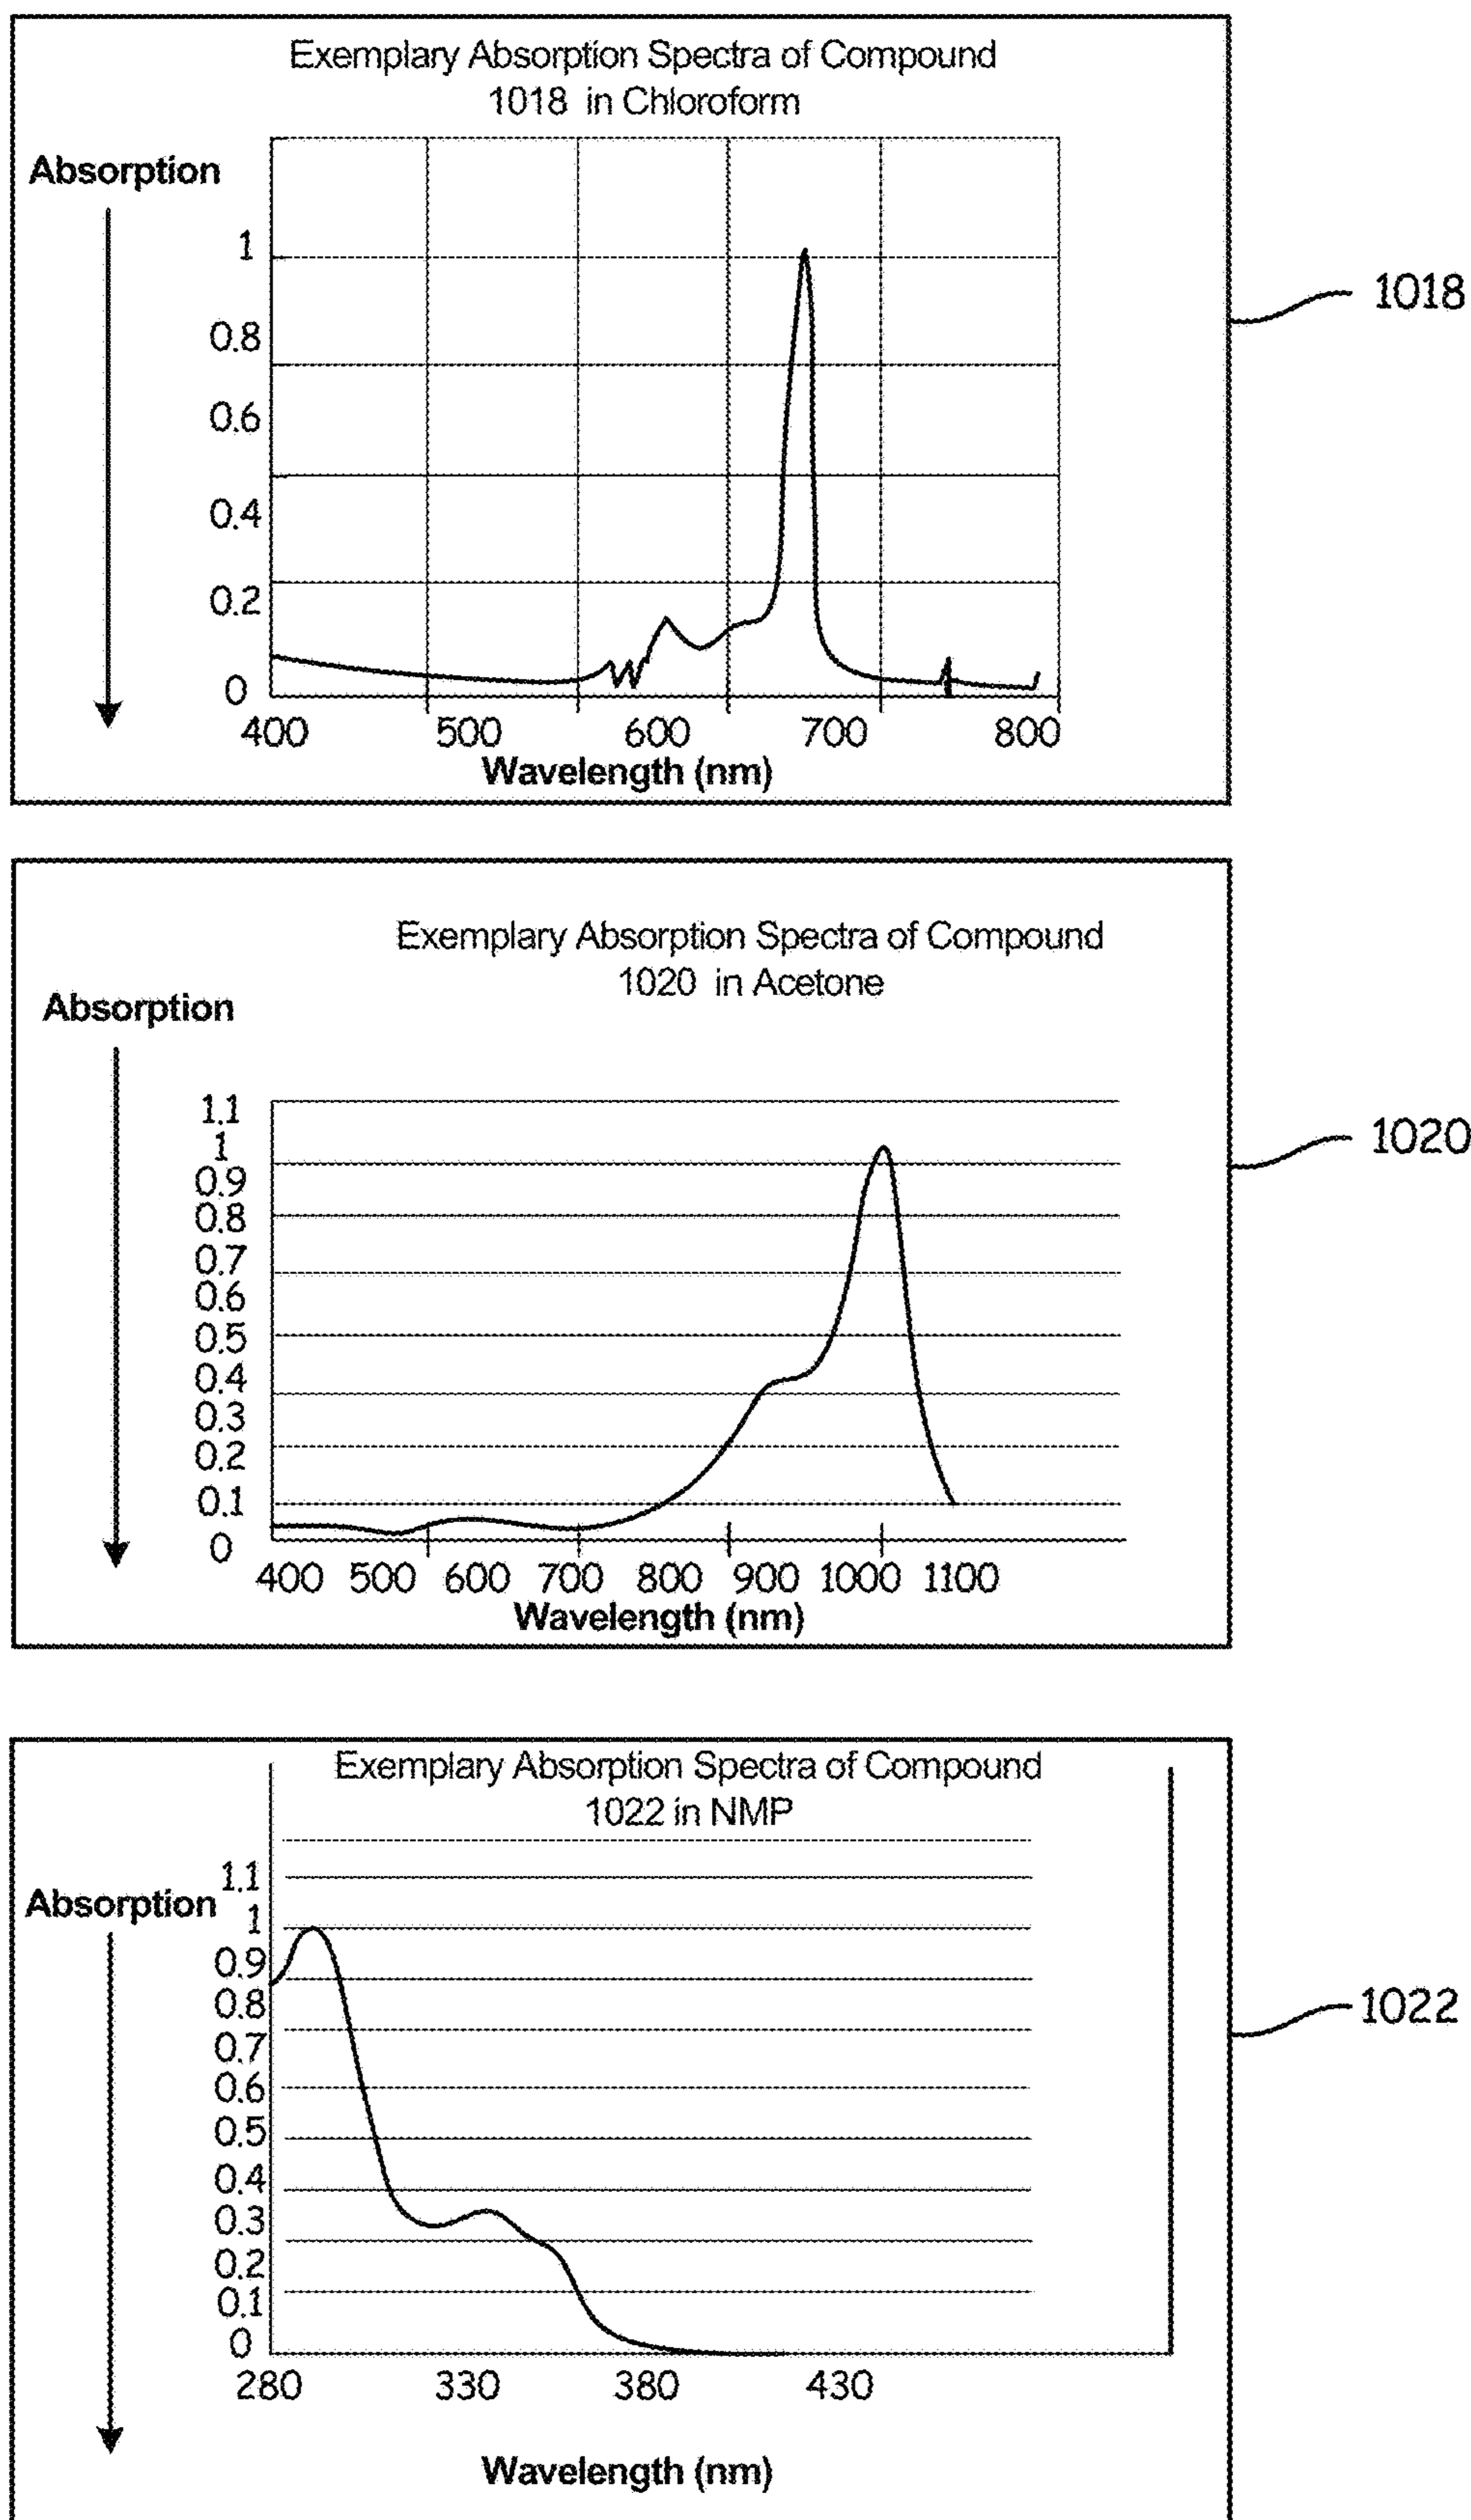 Exemplary Absorption Spectra of Compound
1018 in Chloroform
Absorption
1
0.8
0.6
0.4
0.2
0
400 500 600 700 800
Wavelength (nm)
1018
Exemplary Absorption Spectra of Compound
1020 in Acetone
Absorption
1.1
1
0.9
0.8
0.7
0.6
0.5
0.4
0.3
0.2
0.1
0
400 500 600 700 800 900 1000 1100
Wavelength (nm)
1020
Exemplary Absorption Spectra of Compound
1022 in NMP
Absorption
1.1
1
0.9
0.8
0.7
0.6
0.5
0.4
0.3
0.2
0.1
0
280 330 380 430
Wavelength (nm)
1022